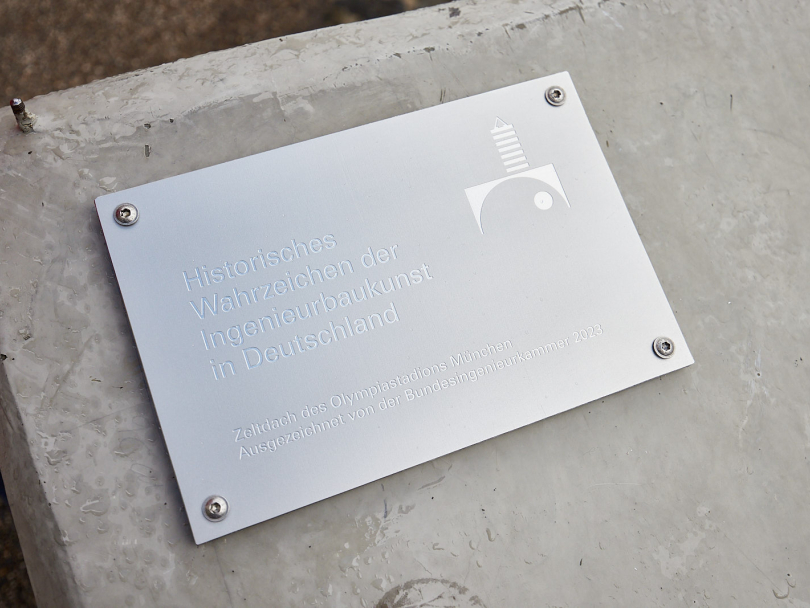 Historisches
Wahrzeichen der
Ingenieurbaukunst
in Deutschland
Zeltdach des Olympiastadions München
Ausgezeichnet von der Bundesingenieurkammer 2023